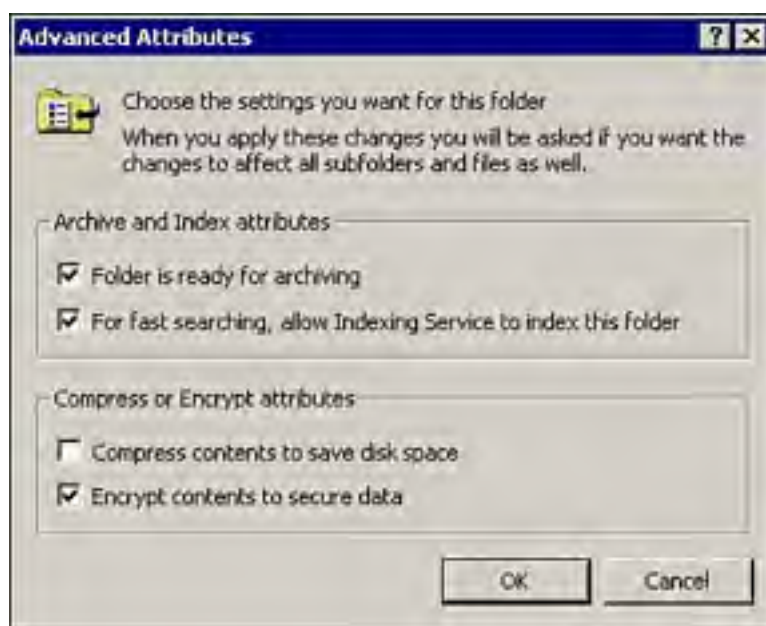 Advanced Attributes
Choose the settings you want for this folder
When you apply these changes you will be asked if you want the
changes to affect all subfolders and files as well.
Archive and Index attributes
Folder is ready for archiving
For fast searching, allow Indexing Service to index this folder
Compress or Encrypt attributes
Compress contents to save disk space
Encrypt contents to secure data
OK Cancel